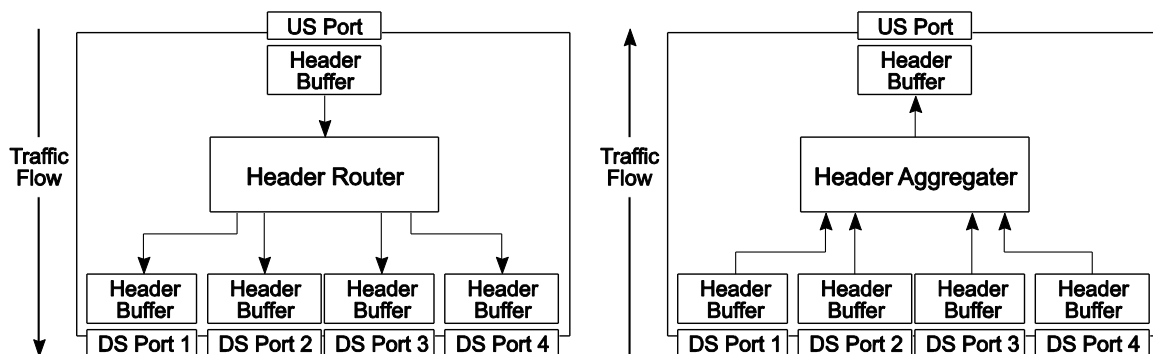 US Port
Header
Buffer
Traffic
Flow
Header Router
Header
Buffer
Header
Buffer
Header
Buffer
Header
Buffer
DS Port 1
DS Port 2
DS Port 3
DS Port 4
US Port
Header
Buffer
Traffic
Flow
Header Aggregater
Header
Buffer
Header
Buffer
Header
Buffer
Header
Buffer
DS Port 1
DS Port 2
DS Port 3
DS Port 4